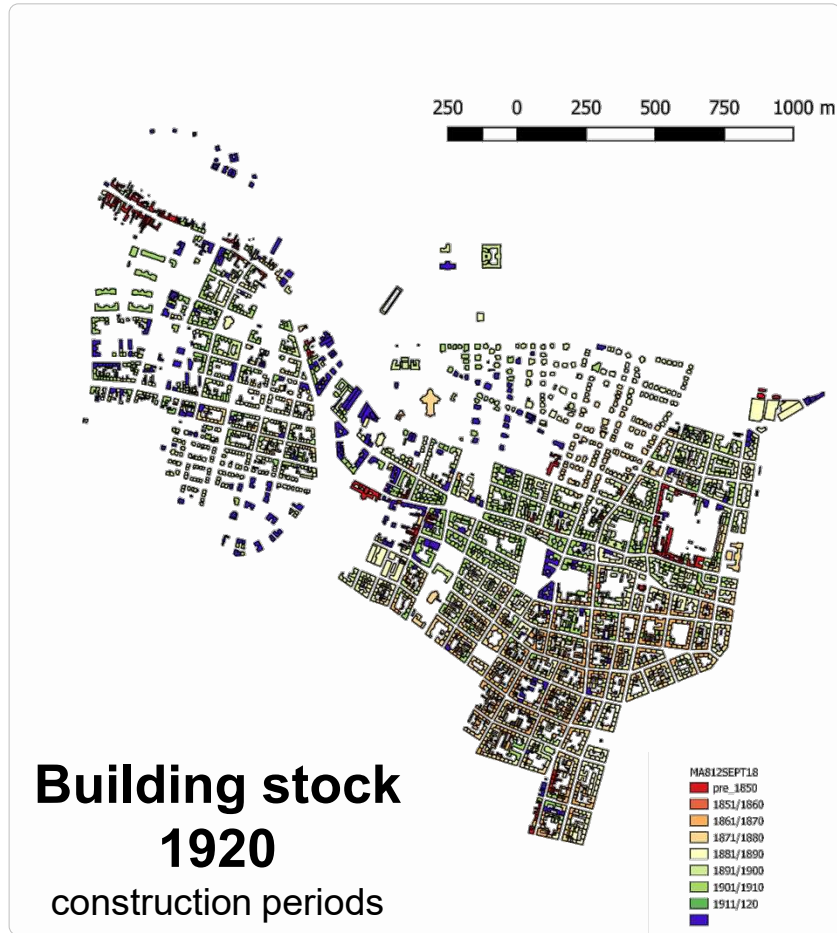 250 0 250 500 750 1000 m
Building stock
1920
construction periods
MA812SEPT18
pre_1850
1851/1860
1861/1870
1871/1880
1881/1890
1891/1900
1901/1910
1911/120